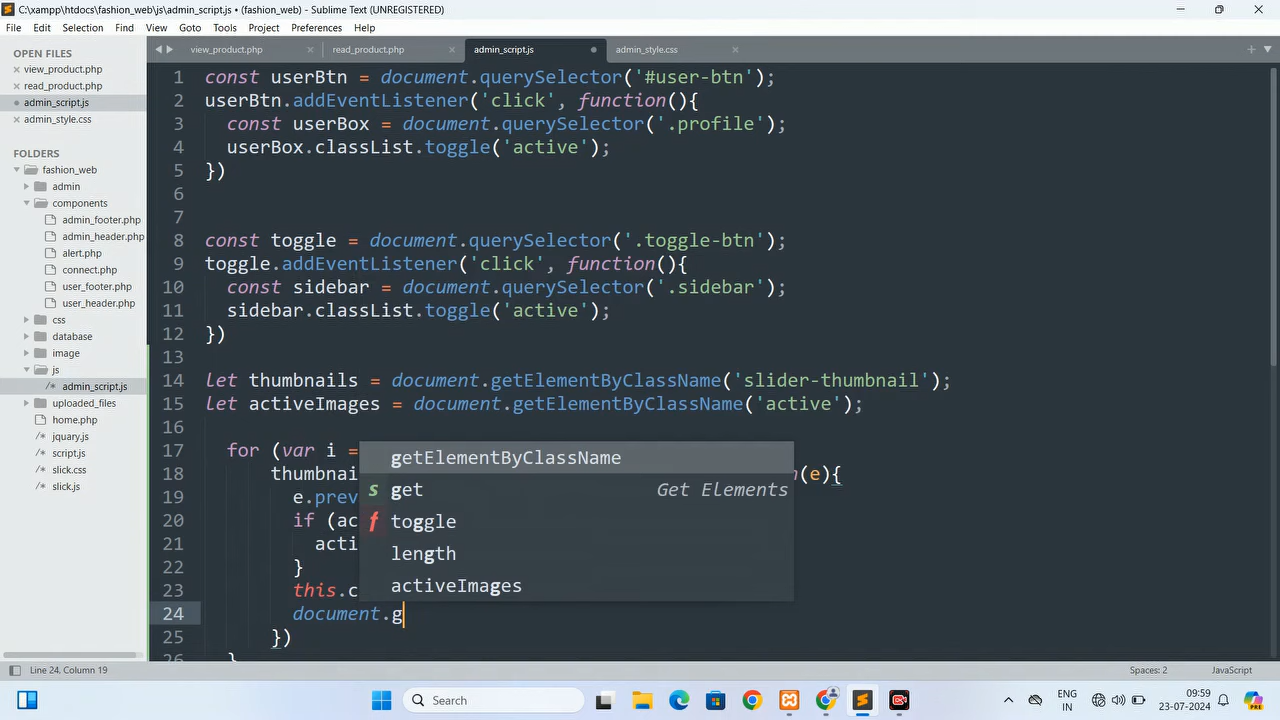 C:\xampp\htdocs\fashion_web\js\admin_script.js • (fashion_web) - Sublime Text (UNREGISTERED)
File Edit Selection Find View Goto Tools Project Preferences Help
OPEN FILES
view_product.php
read_product.php
admin_script.js
admin_style.css
FOLDERS
fashion_web
admin
components
admin_footer.php
admin_header.php
alert.php
connect.php
user_footer.php
user_header.php
css
database
image
js
/* admin_script.js
uploaded_files
home.php
/* jquary.js
/* script.js
/* slick.css
/* slick.js
view_product.php × read_product.php × admin_script.js • admin_style.css ×
1 const userBtn = document.querySelector('#user-btn');
2 userBtn.addEventListener('click', function(){
3 const userBox = document.querySelector('.profile');
4 userBox.classList.toggle('active');
5 })
6
7
8 const toggle = document.querySelector('.toggle-btn');
9 toggle.addEventListener('click', function(){
10 const sidebar = document.querySelector('.sidebar');
11 sidebar.classList.toggle('active');
12 })
13
14 let thumbnails = document.getElementByClassName('slider-thumbnail');
15 let activeImages = document.getElementByClassName('active');
16
17 for (var i =
18 thumbnai n(e){
19 e.prev
20 if (ac
21 acti
22 }
23 this.c
24 document.g
25 })
26 }
getElementByClassName
s get Get Elements
f toggle
length
activeImages
Line 24, Column 19 Spaces: 2 JavaScript
Search
ENG
IN
09:59
23-07-2024